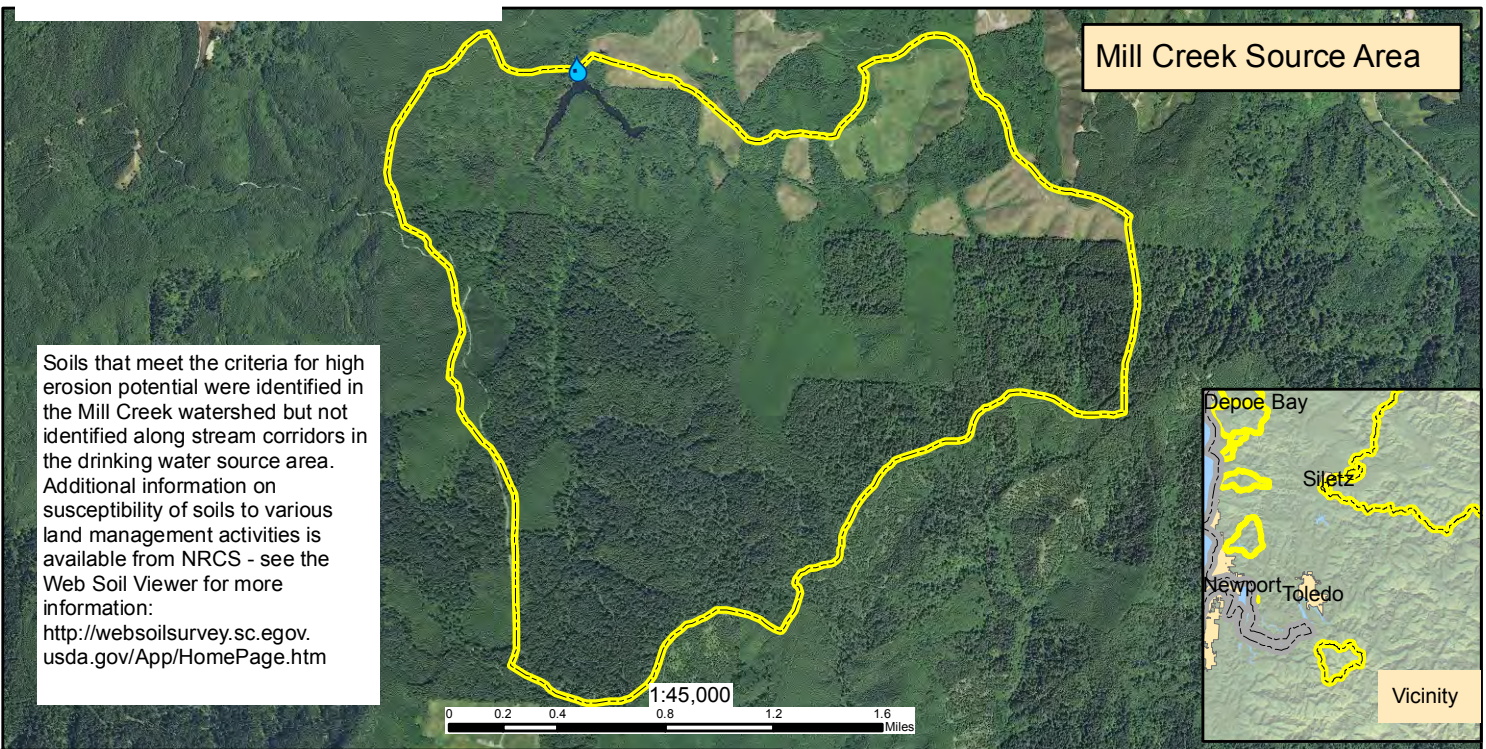 Mill Creek Source Area
Soils that meet the criteria for high
erosion potential were identified in
the Mill Creek watershed but not
identified along stream corridors in
the drinking water source area.
Additional information on
susceptibility of soils to various
land management activities is
available from NRCS - see the
Web Soil Viewer for more
information:
http://websoilsurvey.sc.egov.
usda.gov/App/HomePage.htm
Depoe Bay
Siletz
Newport
Toledo
Vicinity
1:45,000
0 0.2 0.4 0.8 1.2 1.6
Miles